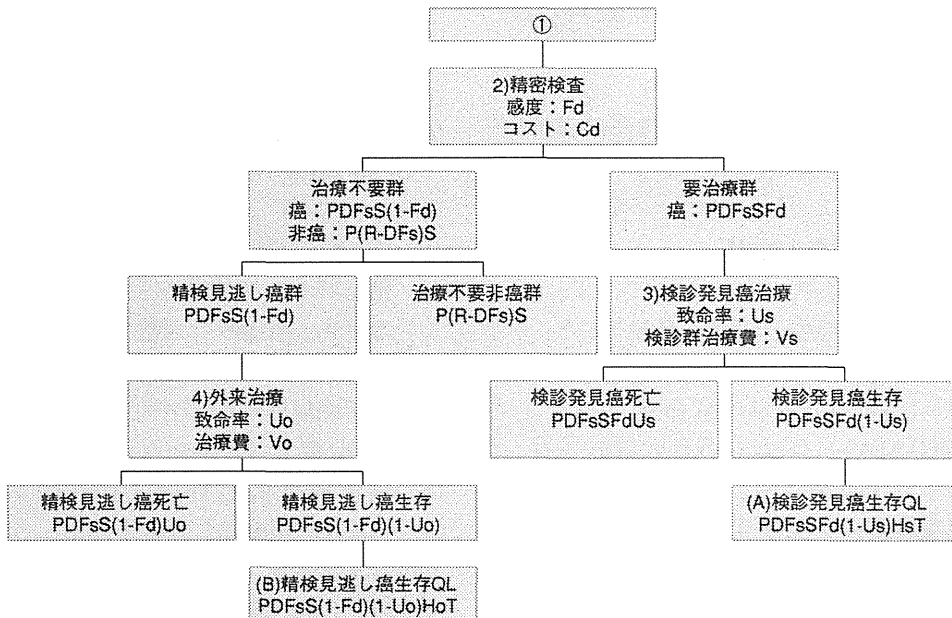 ①
2)精密検査
感度：Fd
コスト：Cd
治療不要群
癌：PDFsS(1-Fd)
非癌：P(R-DFs)S
要治療群
癌：PDFsSFd
精検見逃し癌群
PDFsS(1-Fd)
治療不要非癌群
P(R-DFs)S
3)検診発見癌治療
致命率：Us
検診群治療費：Vs
4)外来治療
致命率：Uo
治療費：Vo
検診発見癌死亡
PDFsSFdUs
検診発見癌生存
PDFsSFd(1-Us)
精検見逃し癌死亡
PDFsS(1-Fd)Uo
精検見逃し癌生存
PDFsS(1-Fd)(1-Uo)
(A)検診発見癌生存QL
PDFsSFd(1-Us)HsT
(B)精検見逃し癌生存QL
PDFsS(1-Fd)(1-Uo)HoT